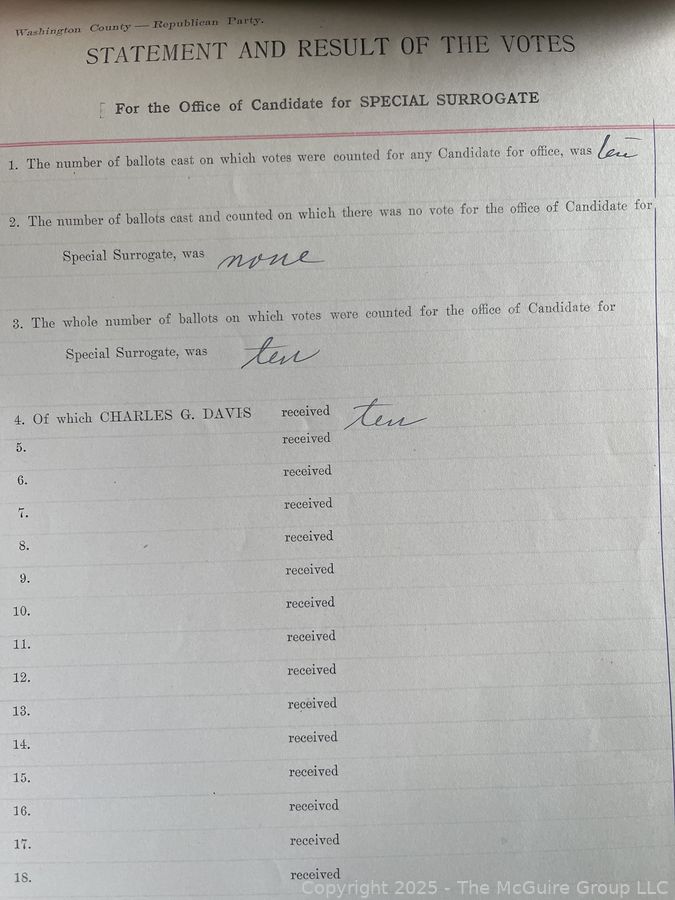 Washington County — Republican Party.
STATEMENT AND RESULT OF THE VOTES
For the Office of Candidate for SPECIAL SURROGATE
1. The number of ballots cast on which votes were counted for any Candidate for office, was ten
2. The number of ballots cast and counted on which there was no vote for the office of Candidate for
Special Surrogate, was none
3. The whole number of ballots on which votes were counted for the office of Candidate for
Special Surrogate, was ten
4. Of which CHARLES G. DAVIS received ten
5. received
6. received
7. received
8. received
9. received
10. received
11. received
12. received
13. received
14. received
15. received
16. received
17. received
18. received
Copyright 2025 - The McGuire Group LLC